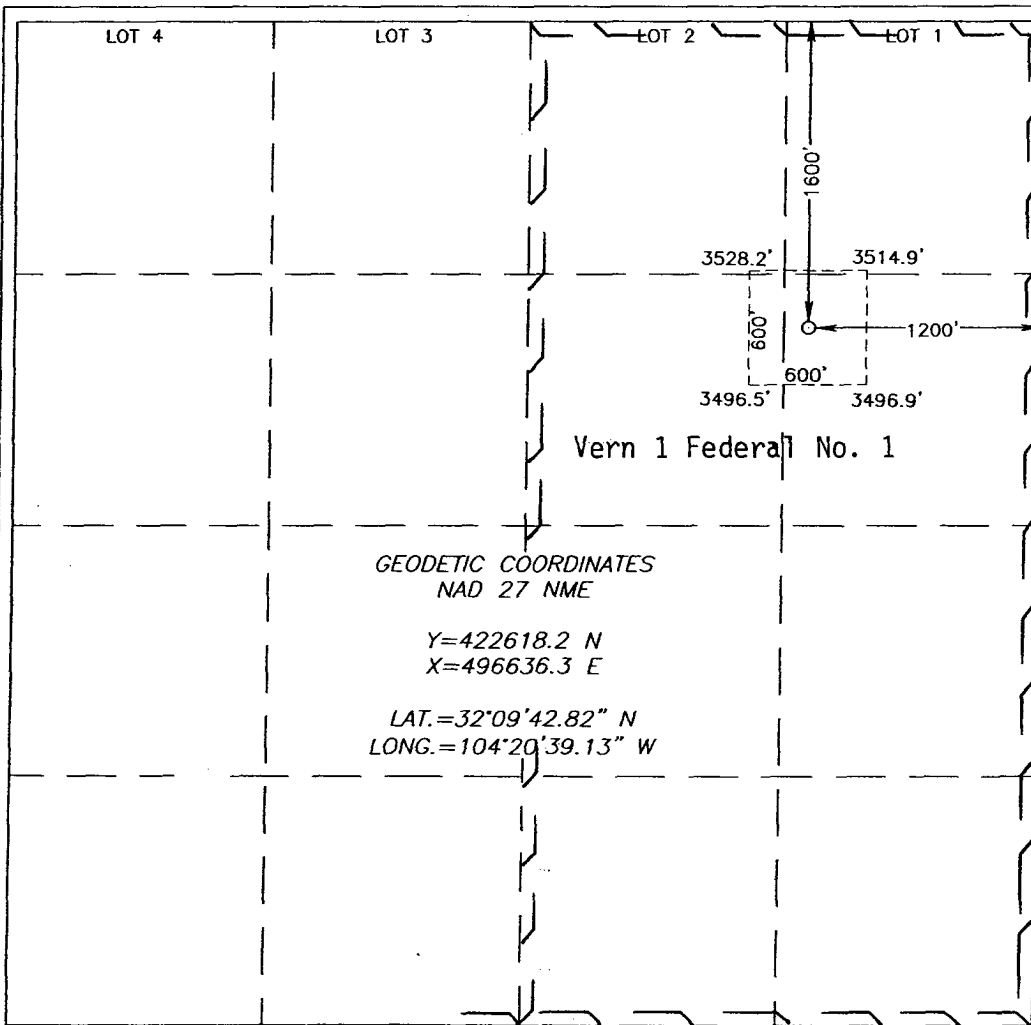 LOT 4
LOT 3
LOT 2
LOT 1
1600'
3528.2'
3514.9'
600'
1200'
600'
3496.5'
3496.9'
Vern 1 Federal No. 1
GEODETIC COORDINATES
NAD 27 NME
Y=422618.2 N
X=496636.3 E
LAT.=32°09'42.82" N
LONG.=104°20'39.13" W